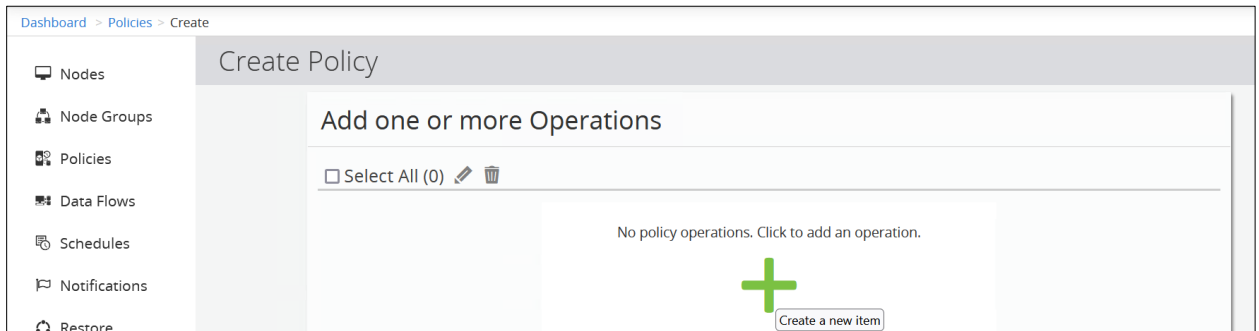 Dashboard > Policies > Create
Create Policy
Nodes
Node Groups
Policies
Data Flows
Schedules
Notifications
Restore
Add one or more Operations
Select All (0)
No policy operations. Click to add an operation.
Create a new item